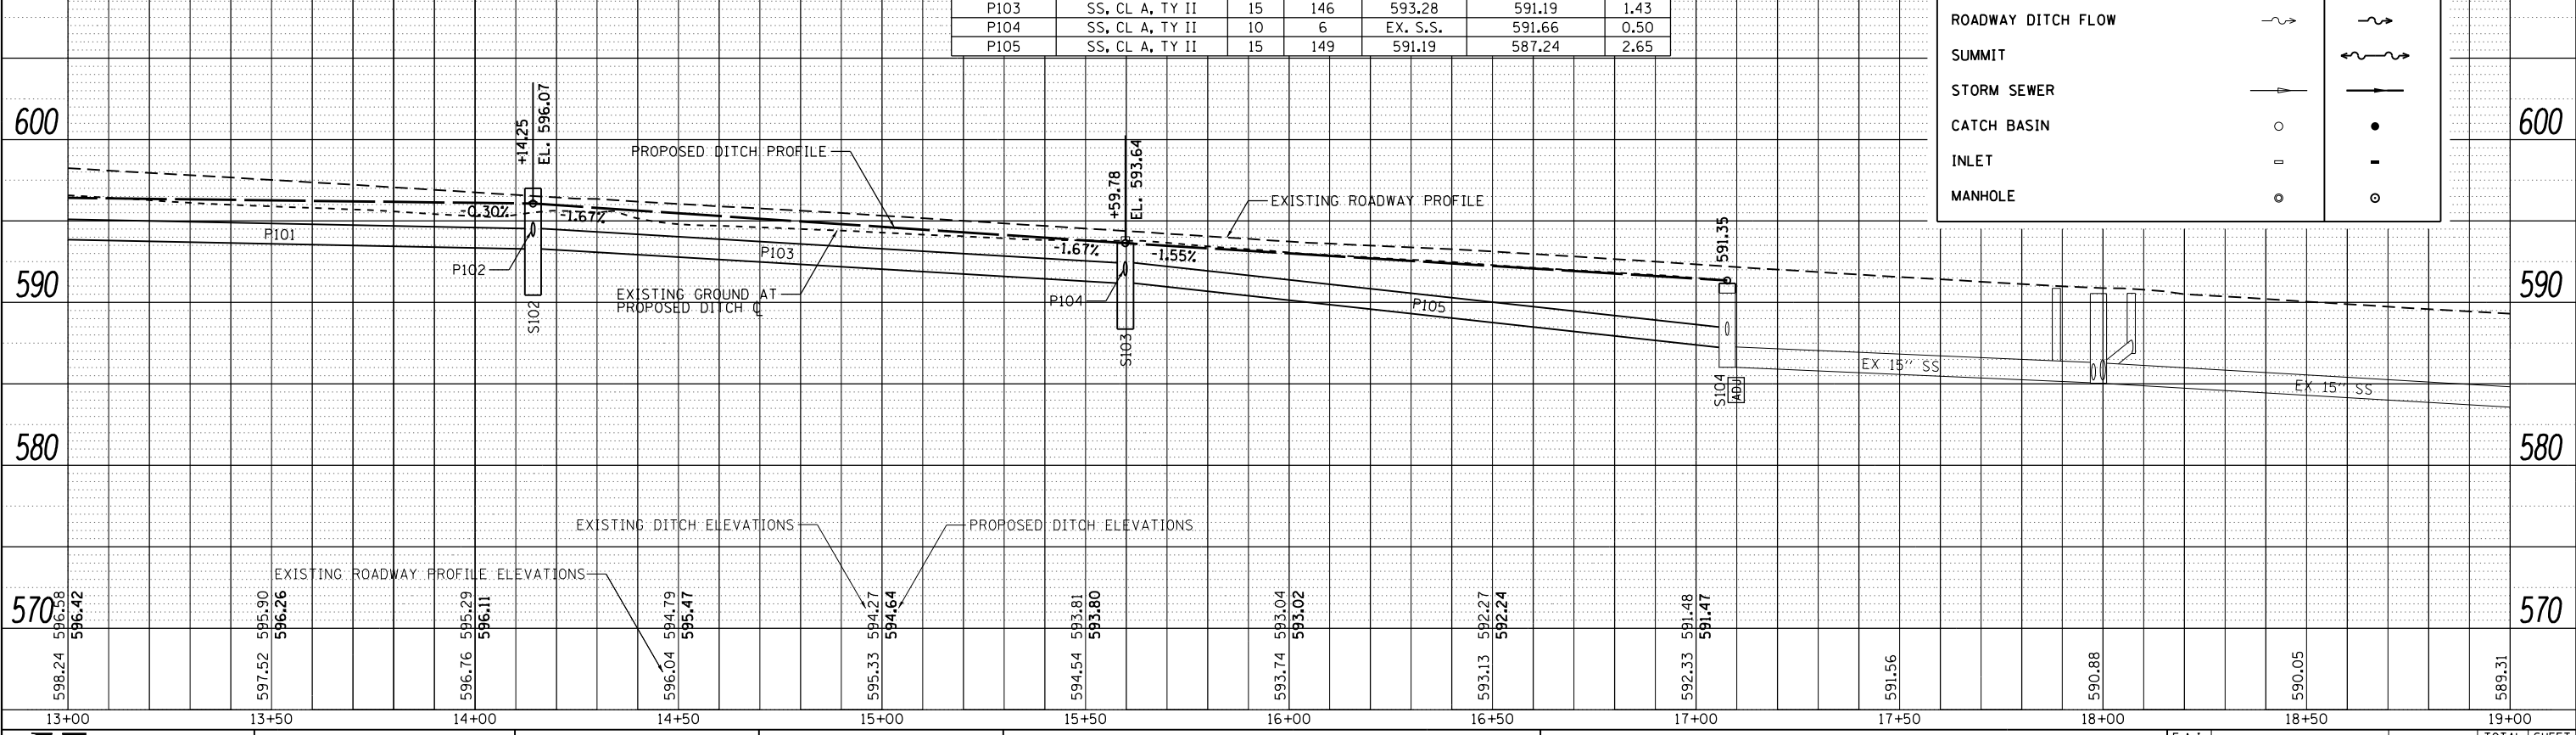 P103 SS, CL A, TY II 15 146 593.28 591.19 1.43
P104 SS, CL A, TY II 10 6 EX. S.S. 591.66 0.50
P105 SS, CL A, TY II 15 149 591.19 587.24 2.65
ROADWAY DITCH FLOW
SUMMIT
STORM SEWER
CATCH BASIN
INLET
MANHOLE
600
600
+14.25
EL. 596.07
PROPOSED DITCH PROFILE
+59.78
EL. 593.64
EXISTING ROADWAY PROFILE
591.35
-0.30%
-1.67%
P101
P102
P103
-1.67%
-1.55%
590
590
EXISTING GROUND AT
PROPOSED DITCH ℄
P104
P105
S102
S103
S104
ADJ
EX 15'' SS
EX 15'' SS
580
580
EXISTING DITCH ELEVATIONS
PROPOSED DITCH ELEVATIONS
EXISTING ROADWAY PROFILE ELEVATIONS
570
570
596.58 595.90 595.29 594.79 594.27 593.81 593.04 592.27 591.48
596.42 596.26 596.11 595.47 594.64 593.80 593.02 592.24 591.47
598.24 597.52 596.76 596.04 595.33 594.54 593.74 593.13 592.33 591.56 590.88 590.05 589.31
13+00 13+50 14+00 14+50 15+00 15+50 16+00 16+50 17+00 17+50 18+00 18+50 19+00